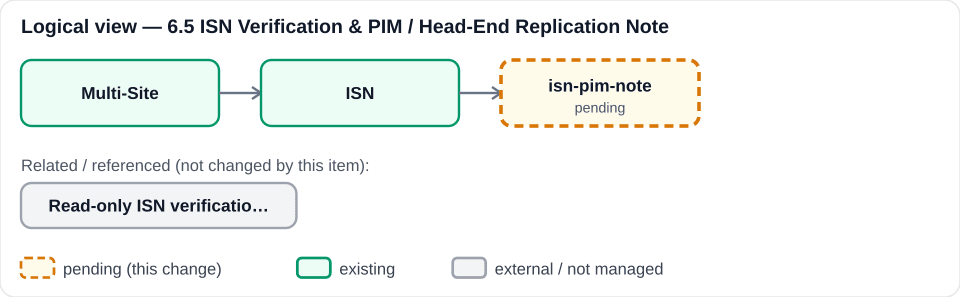 Logical view — 6.5 ISN Verification & PIM / Head-End Replication Note
Multi-Site
ISN
isn-pim-note
pending
Related / referenced (not changed by this item):
Read-only ISN verificatio…
pending (this change)
existing
external / not managed